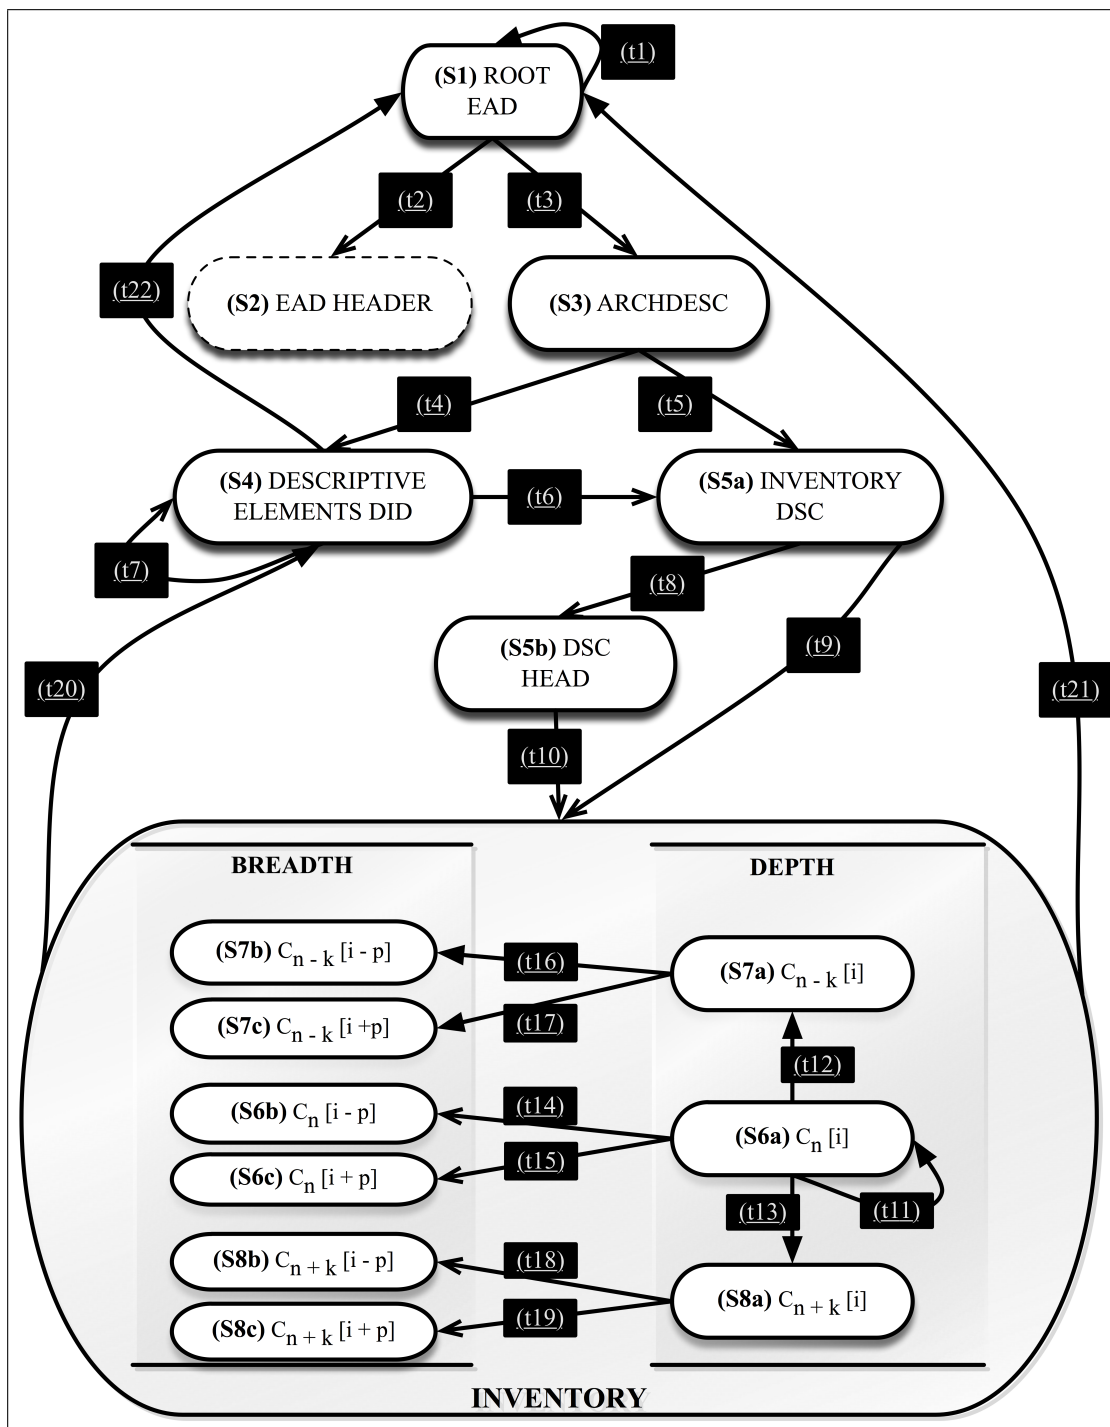 (t1)
(S1) ROOT
EAD
(t2)
(t3)
(t22)
(S2) EAD HEADER
(S3) ARCHDESC
(t4)
(t5)
(S4) DESCRIPTIVE
ELEMENTS DID
(t6)
(S5a) INVENTORY
DSC
(t7)
(t8)
(S5b) DSC
HEAD
(t9)
(t20)
(t21)
(t10)
BREADTH
DEPTH
(S7b) Cn - k [i - p]
(t16)
(S7a) Cn - k [i]
(S7c) Cn - k [i +p]
(t17)
(t12)
(S6b) Cn [i - p]
(t14)
(S6a) Cn [i]
(S6c) Cn [i + p]
(t15)
(t13)
(t11)
(S8b) Cn + k [i - p]
(t18)
(S8a) Cn + k [i]
(S8c) Cn + k [i + p]
(t19)
INVENTORY